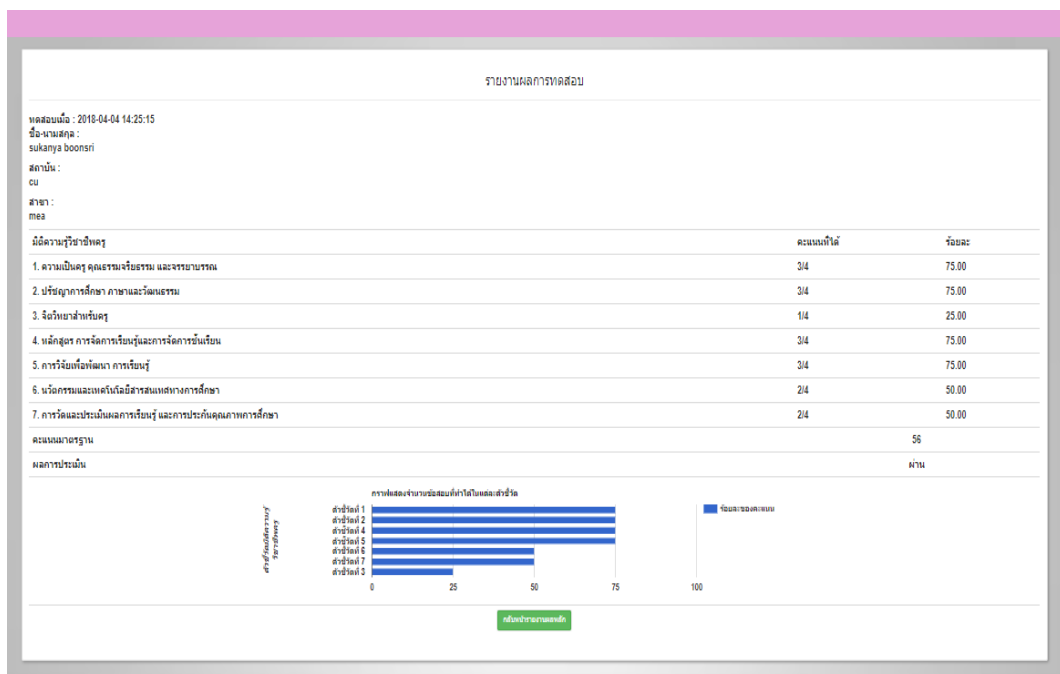 รายงานผลการทดสอบ
ทดสอบเมื่อ : 2018-04-04 14:25:15
ชื่อ-นามสกุล :
sukanya boonsri
สถาบัน :
cu
สาขา :
mea
มิติความรู้วิชาชีพครู คะแนนที่ได้ ร้อยละ
1. ความเป็นครู คุณธรรมจริยธรรม และจรรยาบรรณ 3/4 75.00
2. ปรัชญาการศึกษา ภาษาและวัฒนธรรม 3/4 75.00
3. จิตวิทยาสำหรับครู 1/4 25.00
4. หลักสูตร การจัดการเรียนรู้และการจัดการชั้นเรียน 3/4 75.00
5. การวิจัยเพื่อพัฒนา การเรียนรู้ 3/4 75.00
6. นวัตกรรมและเทคโนโลยีสารสนเทศทางการศึกษา 2/4 50.00
7. การวัดและประเมินผลการเรียนรู้ และการประกันคุณภาพการศึกษา 2/4 50.00
คะแนนมาตรฐาน 56
ผลการประเมิน ผ่าน
กราฟแสดงจำนวนข้อสอบที่ทำได้ในแต่ละตัวชี้วัด
ตัวชี้วัดมิติความรู้
วิชาชีพครู
ตัวชี้วัดที่ 1
ตัวชี้วัดที่ 2
ตัวชี้วัดที่ 4
ตัวชี้วัดที่ 5
ตัวชี้วัดที่ 6
ตัวชี้วัดที่ 7
ตัวชี้วัดที่ 3
0 25 50 75 100
ร้อยละของคะแนน
กลับหน้ารายงานผลหลัก